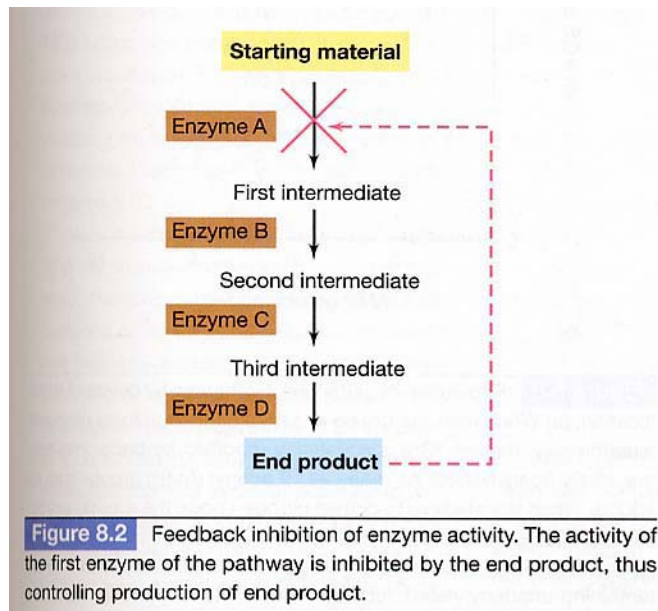 Starting material
Enzyme A
First intermediate
Enzyme B
Second intermediate
Enzyme C
Third intermediate
Enzyme D
End product
Figure 8.2 Feedback inhibition of enzyme activity. The activity of
the first enzyme of the pathway is inhibited by the end product, thus
controlling production of end product.